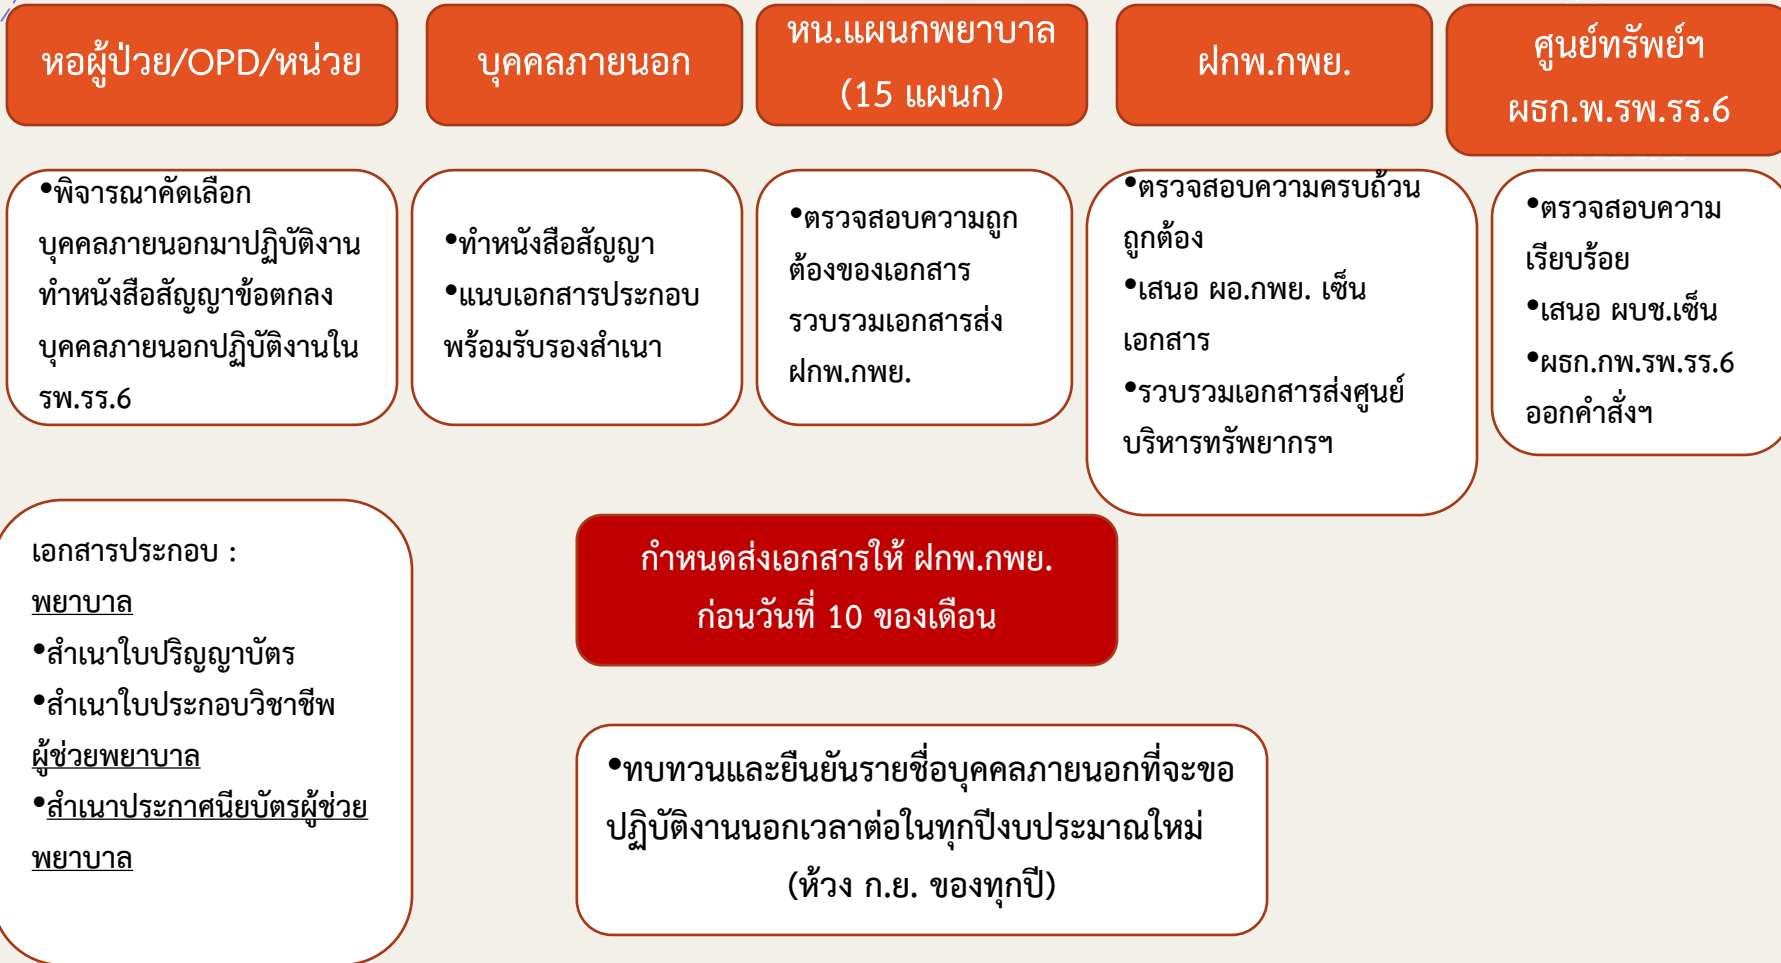 หอผู้ป่วย/OPD/หน่วย
บุคคลภายนอก
หน.แผนกพยาบาล
(15 แผนก)
ฝกพ.กพย.
ศูนย์ทรัพย์ฯ
ผธก.พ.รพ.รร.6
•พิจารณาคัดเลือก
บุคคลภายนอกมาปฏิบัติงาน
ทำหนังสือสัญญาข้อตกลง
บุคคลภายนอกปฏิบัติงานใน
รพ.รร.6
•ทำหนังสือสัญญา
•แนบเอกสารประกอบ
พร้อมรับรองสำเนา
•ตรวจสอบความถูก
ต้องของเอกสาร
รวบรวมเอกสารส่ง
ฝกพ.กพย.
•ตรวจสอบความครบถ้วน
ถูกต้อง
•เสนอ ผอ.กพย. เซ็น
เอกสาร
•รวบรวมเอกสารส่งศูนย์
บริหารทรัพยากรฯ
•ตรวจสอบความ
เรียบร้อย
•เสนอ ผบช.เซ็น
•ผธก.กพ.รพ.รร.6
ออกคำสั่งฯ
เอกสารประกอบ :
พยาบาล
•สำเนาใบปริญญาบัตร
•สำเนาใบประกอบวิชาชีพ
ผู้ช่วยพยาบาล
•สำเนาประกาศนียบัตรผู้ช่วย
พยาบาล
กำหนดส่งเอกสารให้ ฝกพ.กพย.
ก่อนวันที่ 10 ของเดือน
•ทบทวนและยืนยันรายชื่อบุคคลภายนอกที่จะขอ
ปฏิบัติงานนอกเวลาต่อในทุกปีงบประมาณใหม่
(ห้วง ก.ย. ของทุกปี)